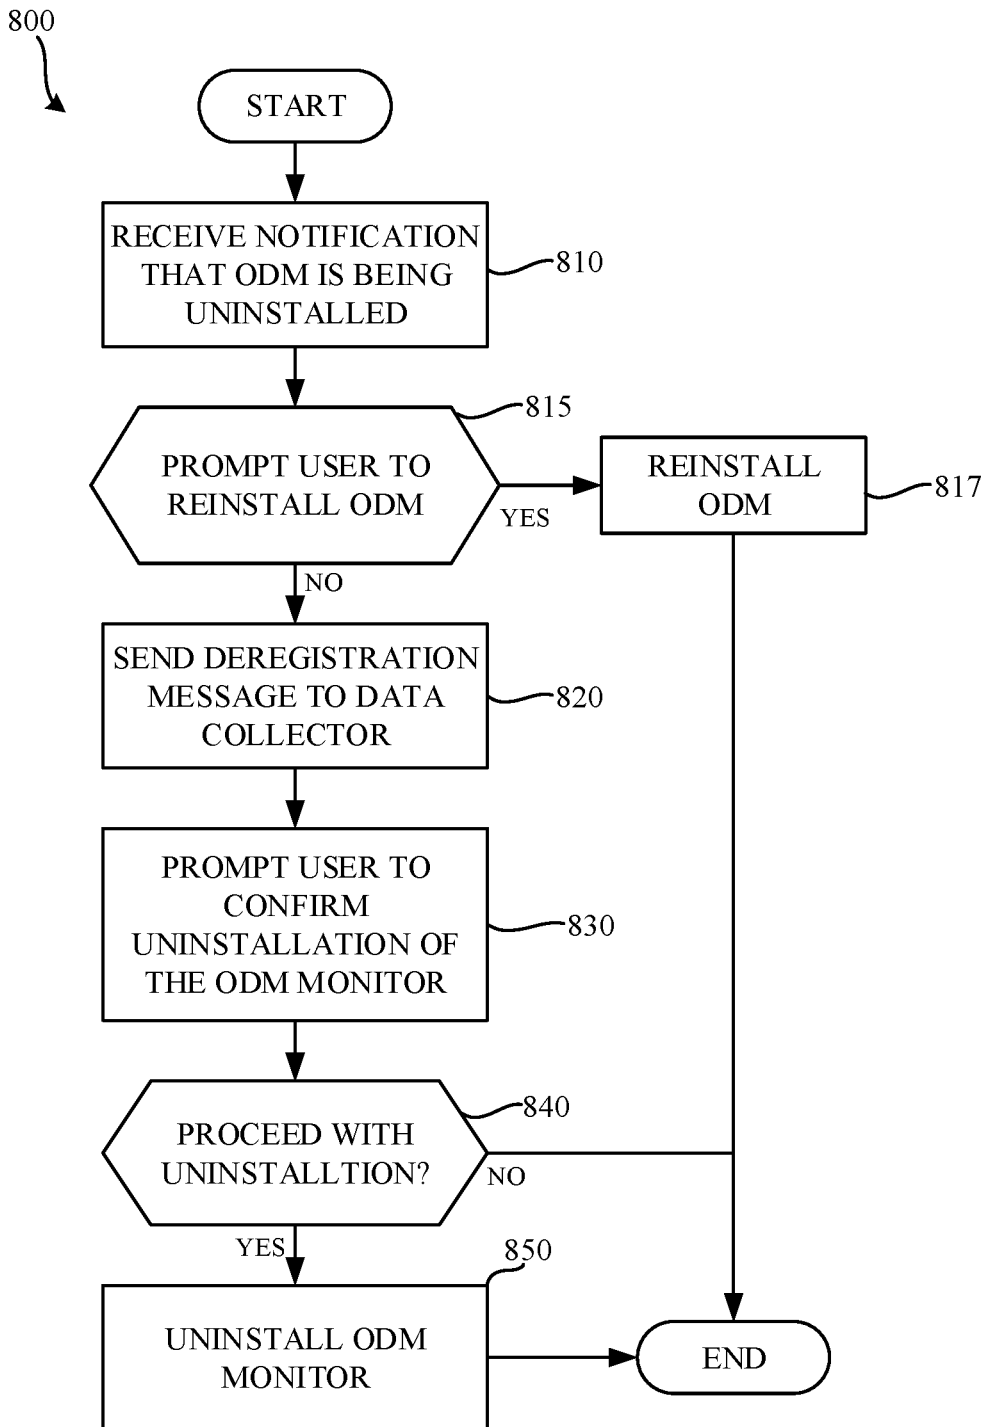 800
START
RECEIVE NOTIFICATION
THAT ODM IS BEING
UNINSTALLED
810
815
PROMPT USER TO
REINSTALL ODM
YES
REINSTALL
ODM
817
NO
SEND DEREGISTRATION
MESSAGE TO DATA
COLLECTOR
820
PROMPT USER TO
CONFIRM
UNINSTALLATION OF
THE ODM MONITOR
830
840
PROCEED WITH
UNINSTALLTION?
NO
YES
850
UNINSTALL ODM
MONITOR
END